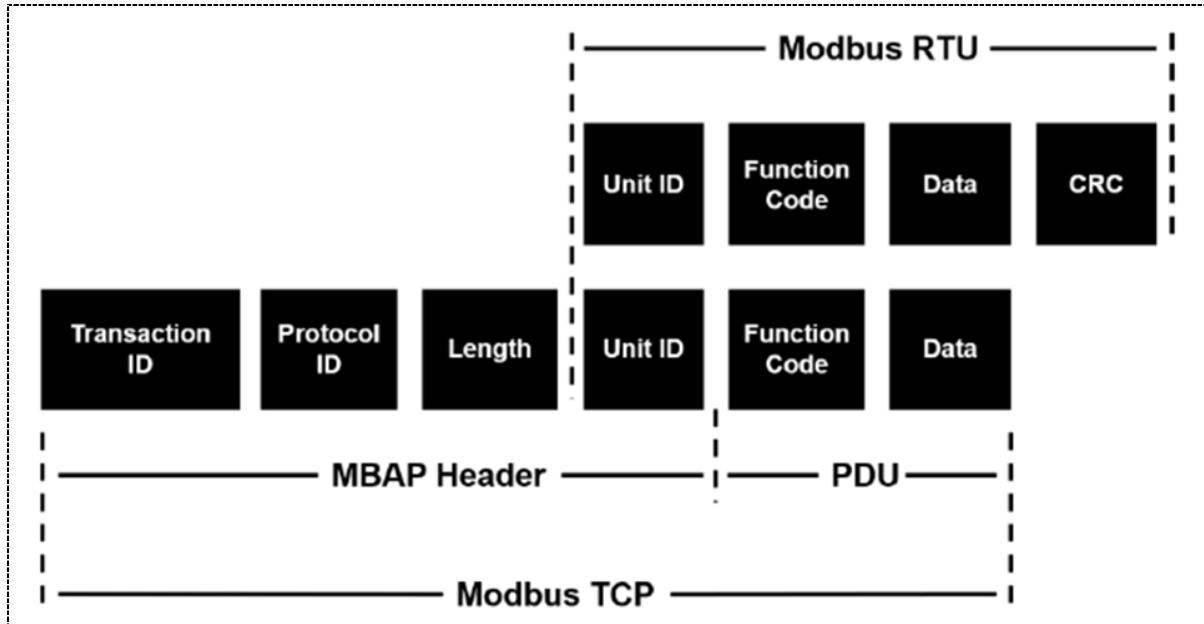 Modbus RTU
Unit ID
Function
Code
Data
CRC
Transaction
ID
Protocol
ID
Length
Unit ID
Function
Code
Data
MBAP Header
PDU
Modbus TCP